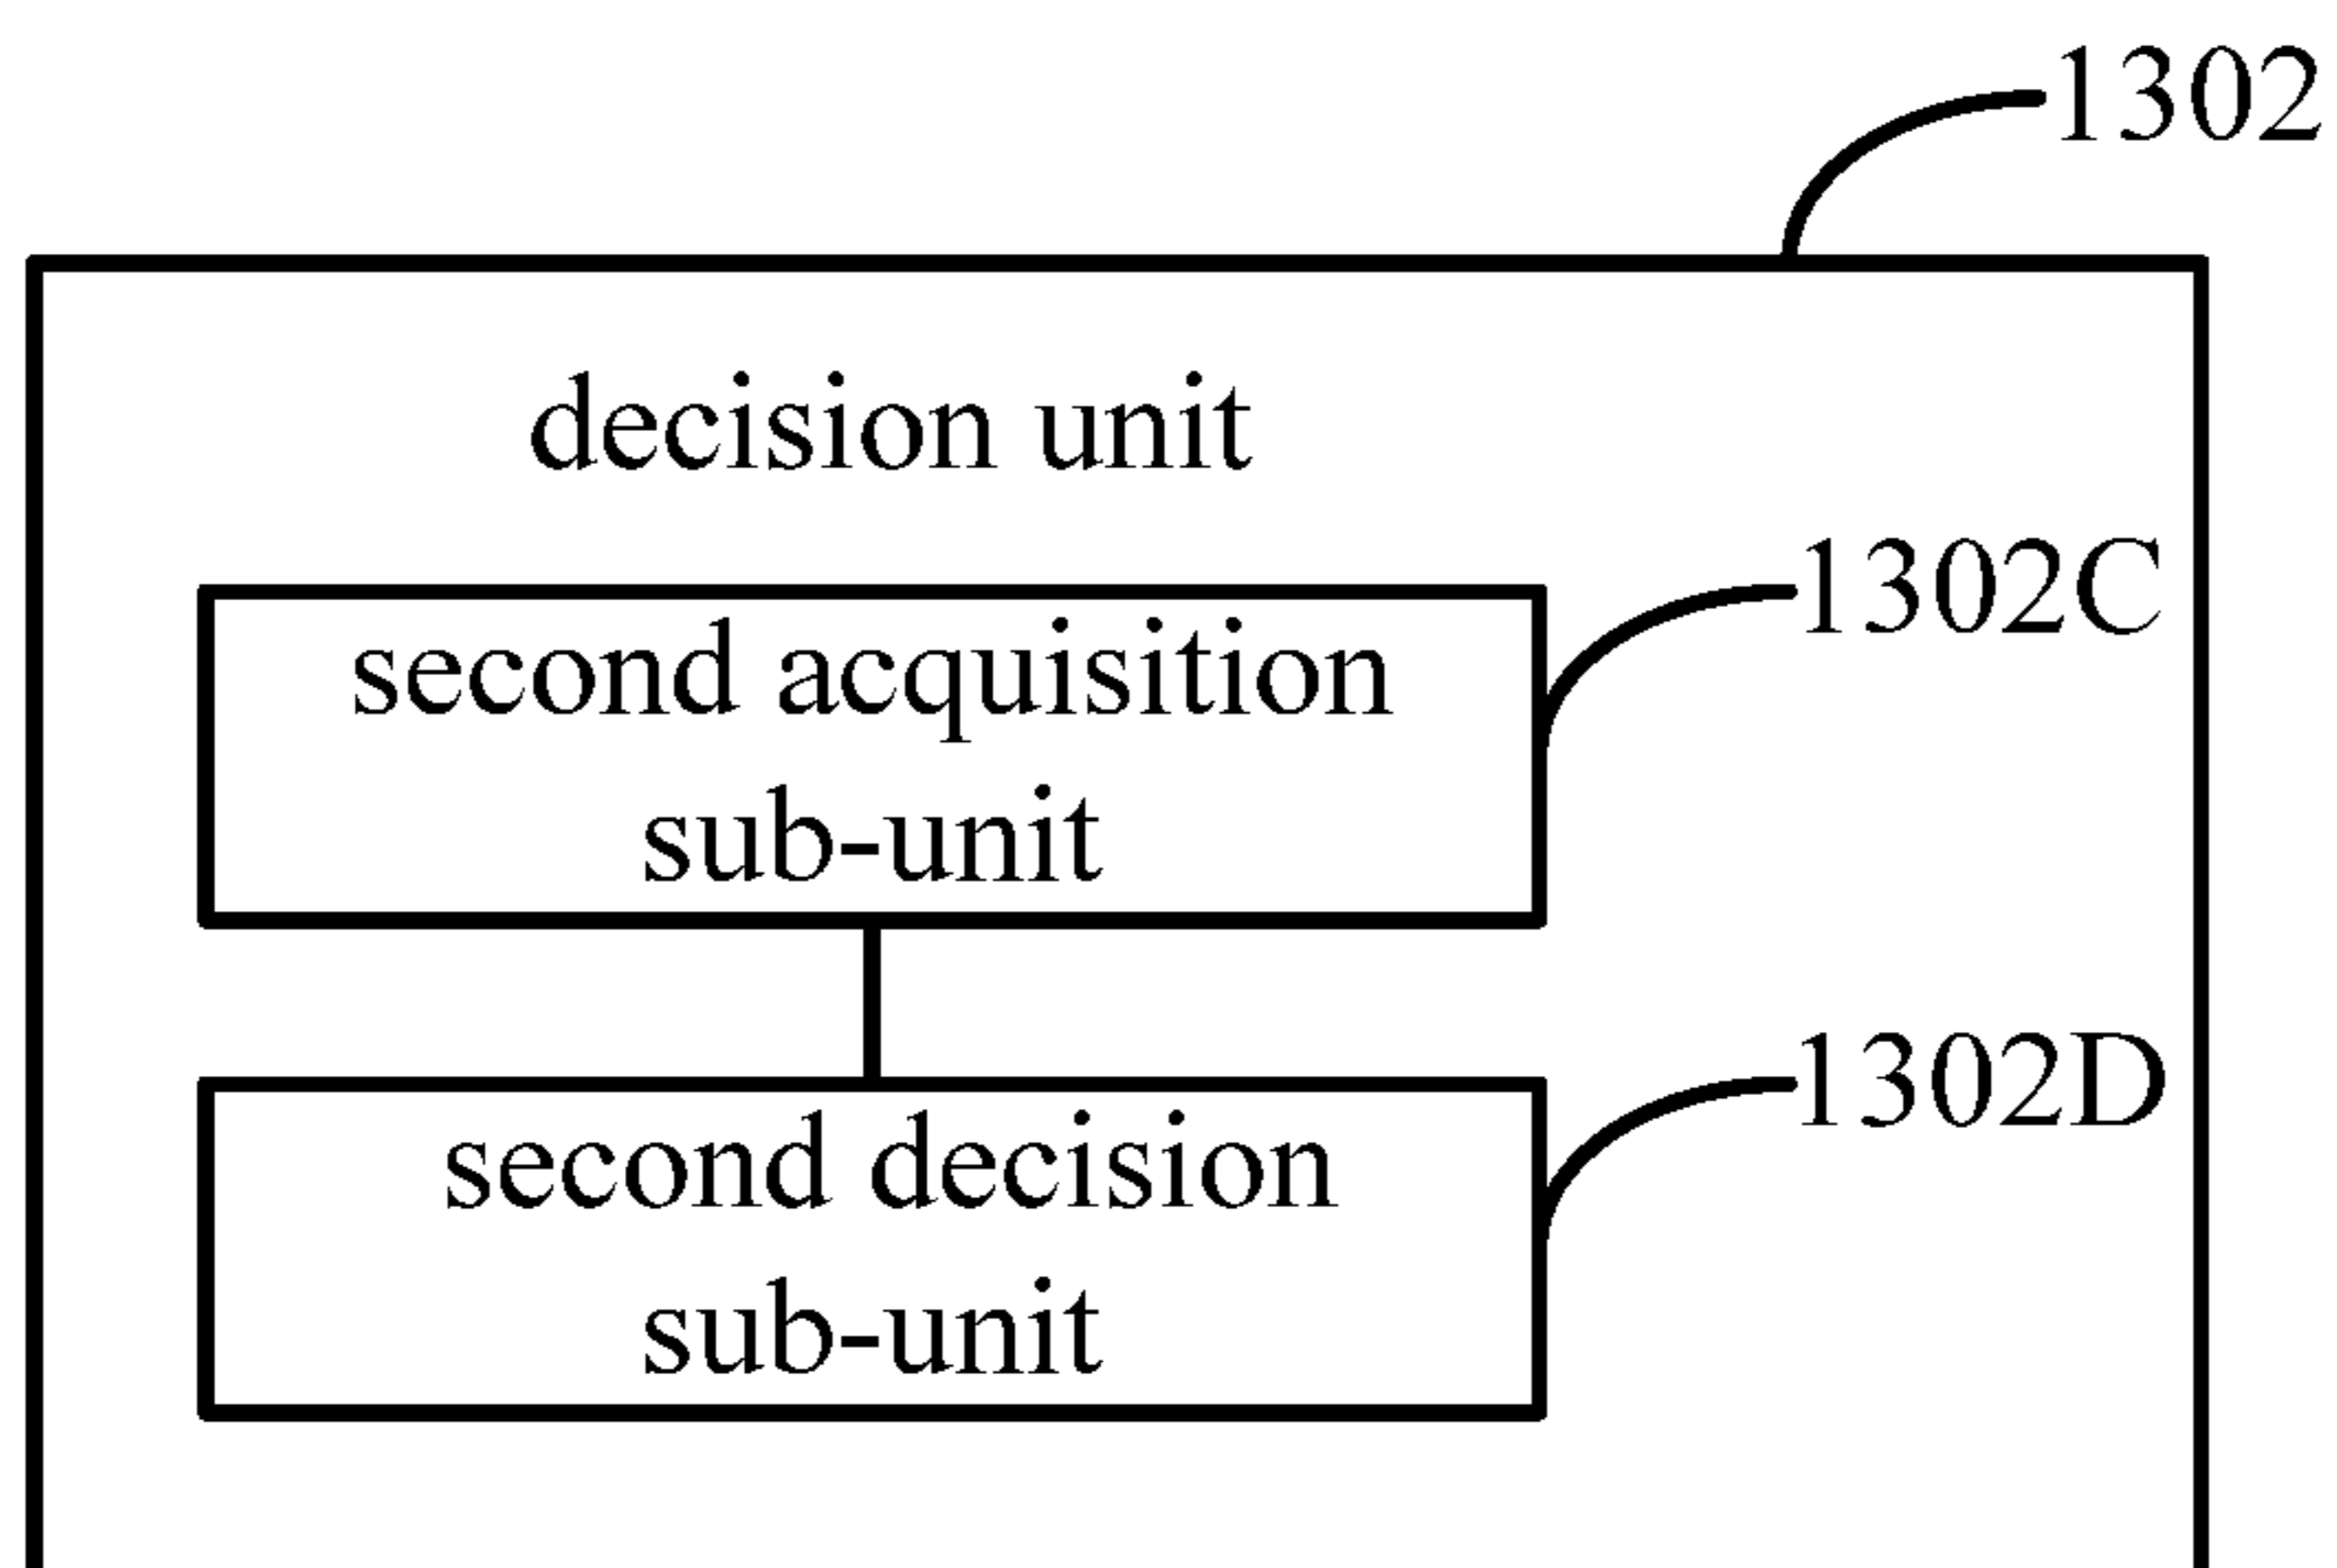 1302
decision unit
1302C
second acquisition
sub-unit
1302D
second decision
sub-unit